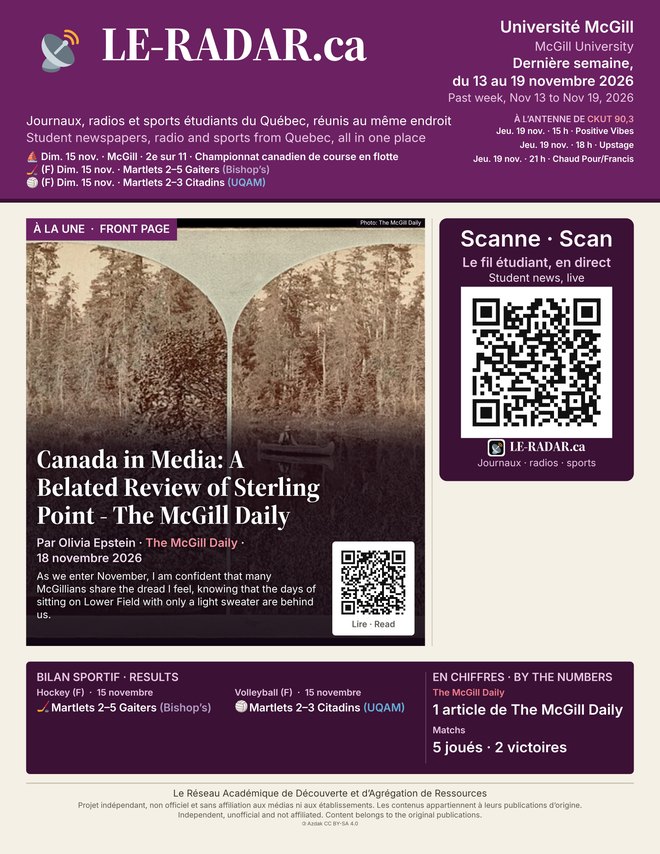 LE-RADAR.ca
Université McGill
McGill University
Dernière semaine,
du 13 au 19 novembre 2026
Past week, Nov 13 to Nov 19, 2026
Journaux, radios et sports étudiants du Québec, réunis au même endroit
Student newspapers, radio and sports from Quebec, all in one place
Dim. 15 nov. · McGill · 2e sur 11 · Championnat canadien de course en flotte
(F) Dim. 15 nov. · Martlets 2–5 Gaiters (Bishop's)
(F) Dim. 15 nov. · Martlets 2–3 Citadins (UQAM)
À L'ANTENNE DE CKUT 90,3
Jeu. 19 nov. · 15 h · Positive Vibes
Jeu. 19 nov. · 18 h · Upstage
Jeu. 19 nov. · 21 h · Chaud Pour/Francis
À LA UNE · FRONT PAGE
Photo: The McGill Daily
Canada in Media: A
Belated Review of Sterling
Point - The McGill Daily
Par Olivia Epstein · The McGill Daily ·
18 novembre 2026
As we enter November, I am confident that many
McGillians share the dread I feel, knowing that the days of
sitting on Lower Field with only a light sweater are behind
us.
Lire · Read
Scanne · Scan
Le fil étudiant, en direct
Student news, live
LE-RADAR.ca
Journaux · radios · sports
BILAN SPORTIF · RESULTS
Hockey (F) · 15 novembre
Martlets 2–5 Gaiters (Bishop's)
Volleyball (F) · 15 novembre
Martlets 2–3 Citadins (UQAM)
EN CHIFFRES · BY THE NUMBERS
The McGill Daily
1 article de The McGill Daily
Matchs
5 joués · 2 victoires
Le Réseau Académique de Découverte et d'Agrégation de Ressources
Projet indépendant, non officiel et sans affiliation aux médias ni aux établissements. Les contenus appartiennent à leurs publications d'origine.
Independent, unofficial and not affiliated. Content belongs to the original publications.
© Azdak CC BY-SA 4.0